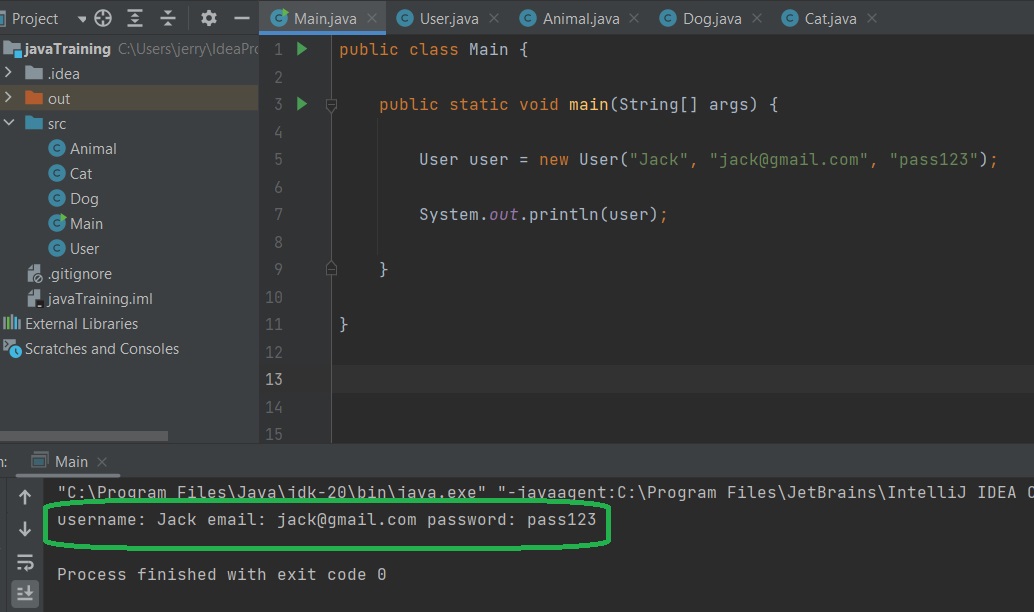 Project
Main.java
User.java
Animal.java
Dog.java
Cat.java
javaTraining C:\Users\jerry\IdeaPro
.idea
out
src
Animal
Cat
Dog
Main
User
.gitignore
javaTraining.iml
External Libraries
Scratches and Consoles
1 public class Main {
2
3 public static void main(String[] args) {
4
5 User user = new User("Jack", "jack@gmail.com", "pass123");
6
7 System.out.println(user);
8
9 }
10
11 }
12
13
14
15
Main
"C:\Program Files\Java\jdk-20\bin\java.exe" "-javaagent:C:\Program Files\JetBrains\IntelliJ IDEA C
username: Jack email: jack@gmail.com password: pass123
Process finished with exit code 0